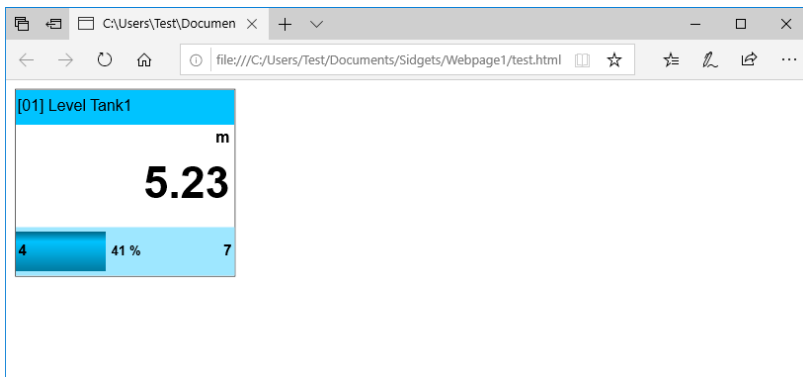 C:\Users\Test\Documen
file:///C:/Users/Test/Documents/Sidgets/Webpage1/test.html
[01] Level Tank1
m
5.23
4 41 % 7